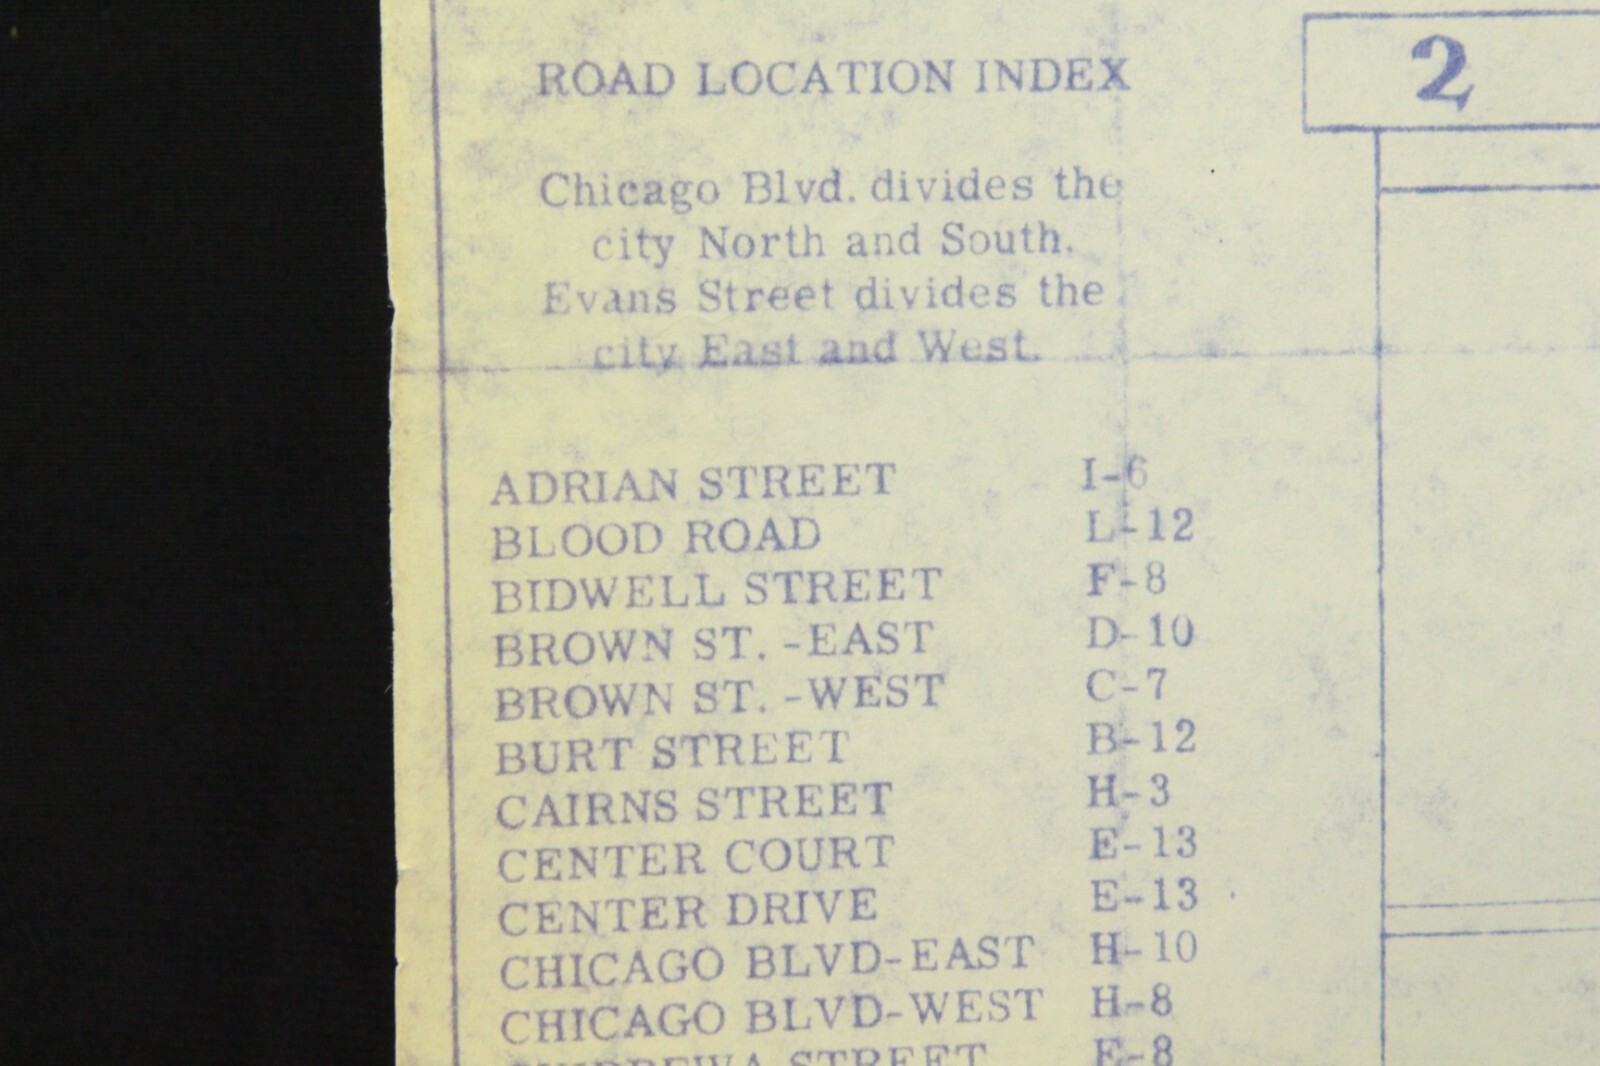 ROAD LOCATION INDEX
2
Chicago Blvd. divides the
city North and South.
Evans Street divides the
city East and West.
ADRIAN STREET I-6
BLOOD ROAD L-12
BIDWELL STREET F-8
BROWN ST. -EAST D-10
BROWN ST. -WEST C-7
BURT STREET B-12
CAIRNS STREET H-3
CENTER COURT E-13
CENTER DRIVE E-13
CHICAGO BLVD-EAST H-10
CHICAGO BLVD-WEST H-8
STREET E-8